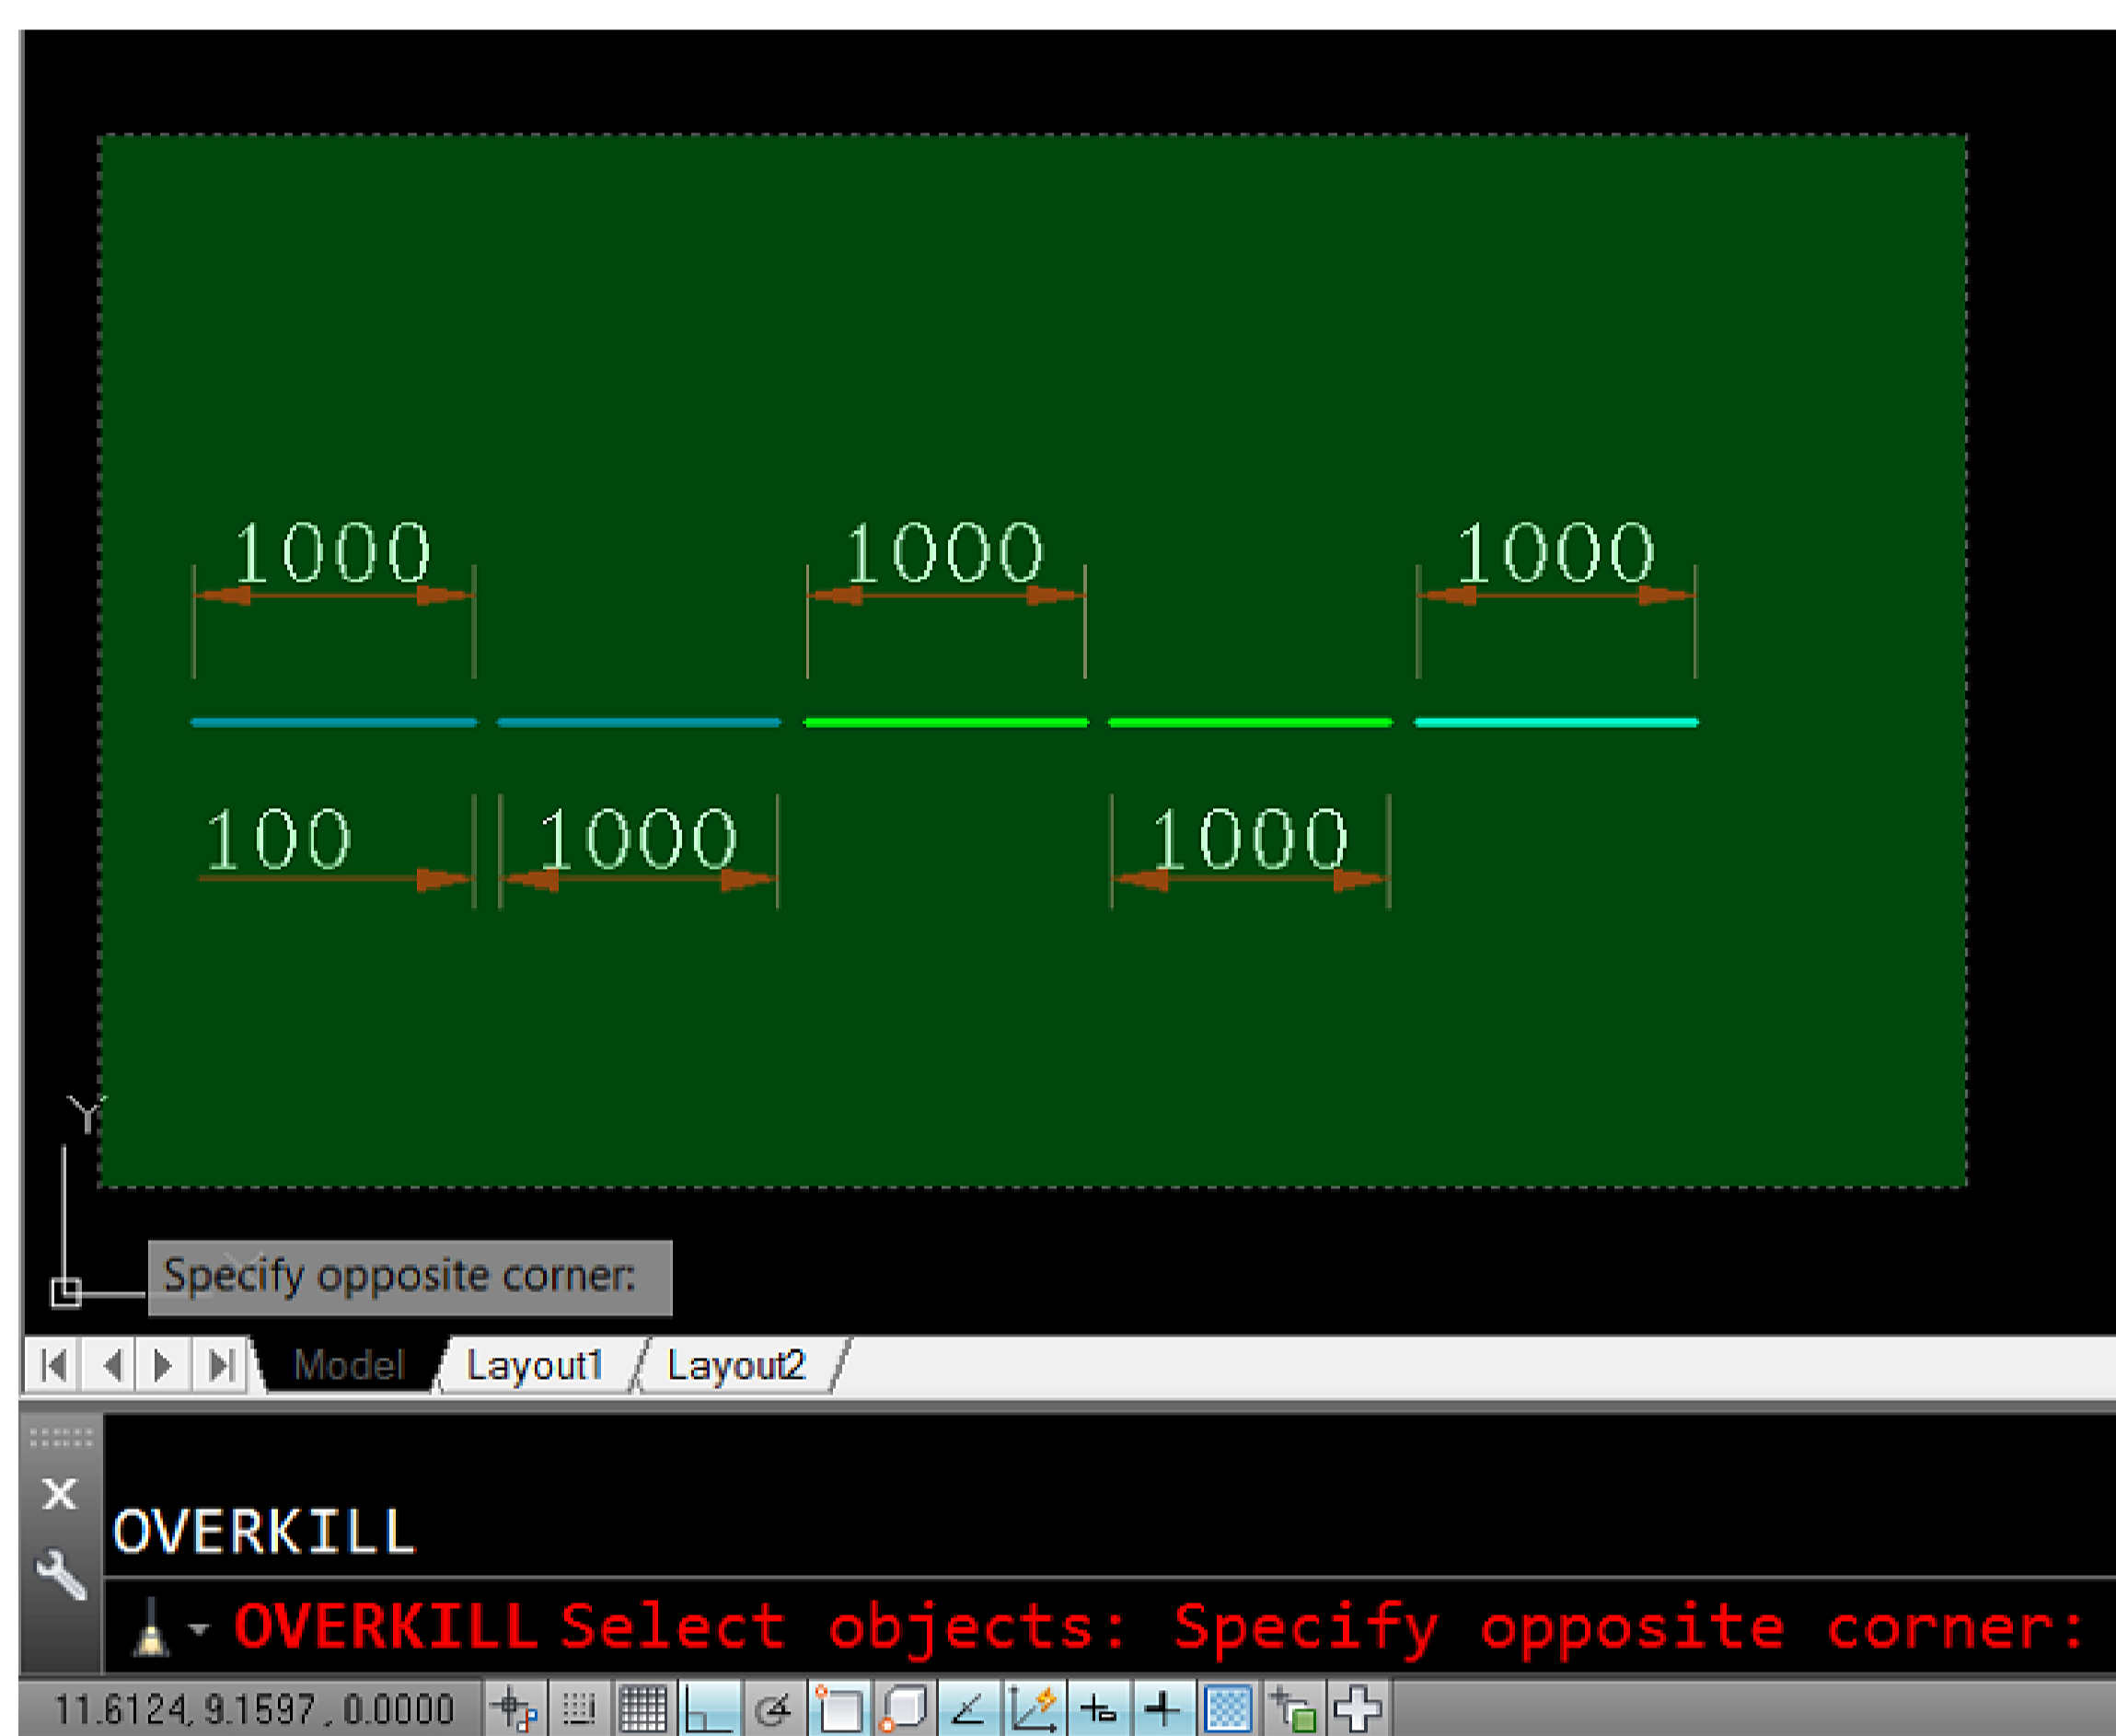 1000 1000 1000
100 1000 1000
Y
Specify opposite corner:
Model Layout1 Layout2
OVERKILL
OVERKILL Select objects: Specify opposite corner:
11.6124, 9.1597 , 0.0000